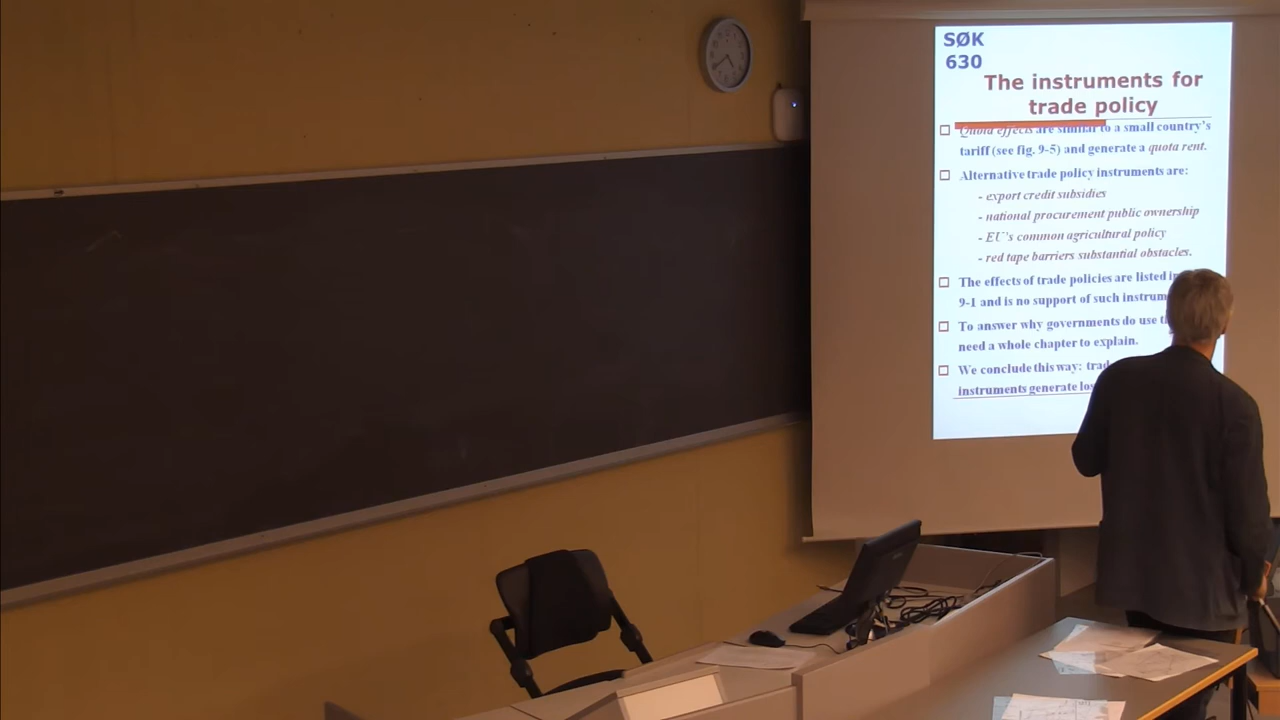 SØK
630
The instruments for
trade policy
Quota effects are similar to a small country's
tariff (see fig. 9-5) and generate a quota rent.
Alternative trade policy instruments are:
- export credit subsidies
- national procurement public ownership
- EU's common agricultural policy
- red tape barriers substantial obstacles.
The effects of trade policies are listed
9-1 and is no support of such
To answer why governments do use
need a whole chapter to explain.
We conclude this way:
instruments generate